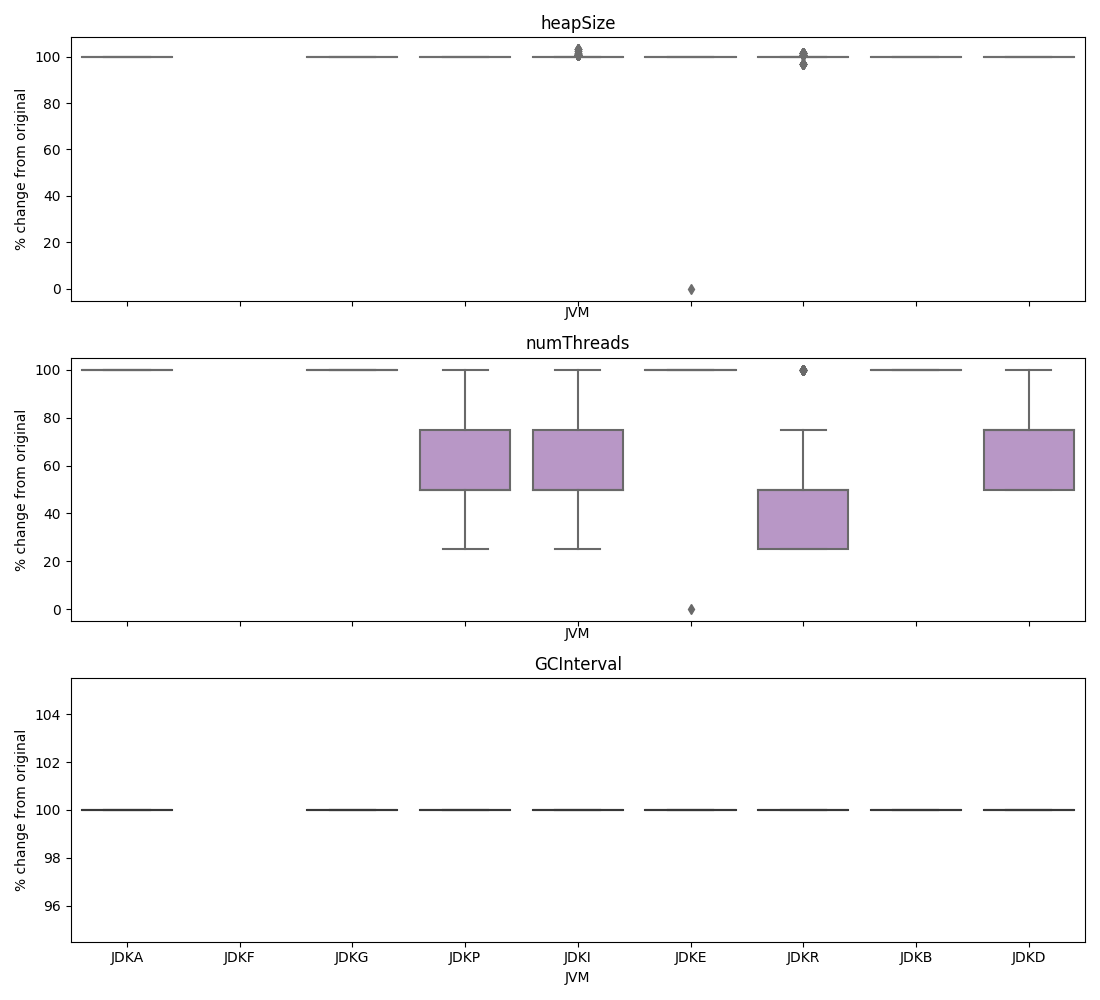 heapSize
% change from original
100
80
60
40
20
0
JVM
numThreads
% change from original
100
80
60
40
20
0
JVM
GCInterval
% change from original
104
102
100
98
96
JDKA JDKF JDKG JDKP JDKI JDKE JDKR JDKB JDKD
JVM